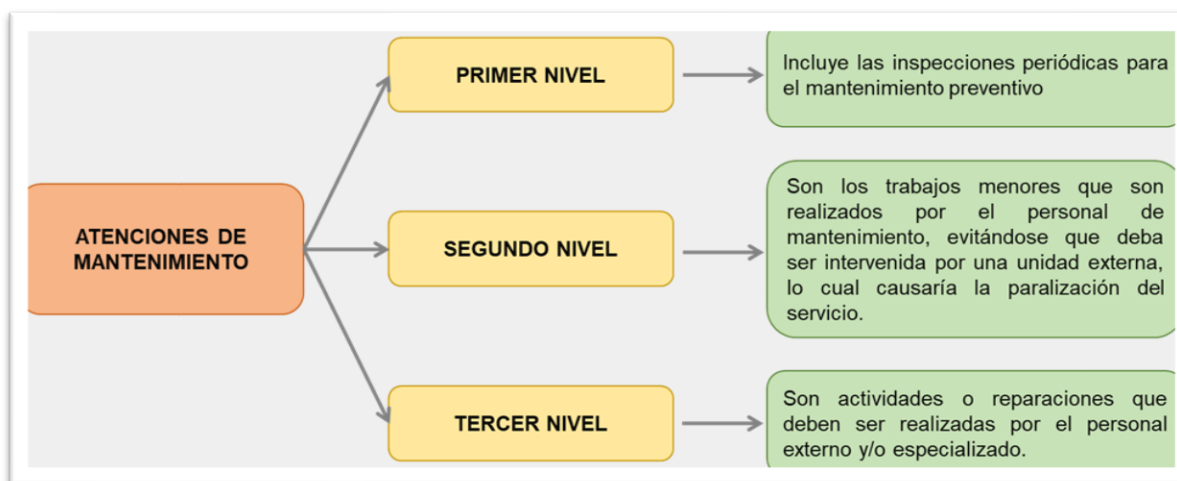 ATENCIONES DE
MANTENIMIENTO
PRIMER NIVEL
Incluye las inspecciones periódicas para
el mantenimiento preventivo
SEGUNDO NIVEL
Son los trabajos menores que son
realizados por el personal de
mantenimiento, evitándose que deba
ser intervenida por una unidad externa,
lo cual causaría la paralización del
servicio.
TERCER NIVEL
Son actividades o reparaciones que
deben ser realizadas por el personal
externo y/o especializado.